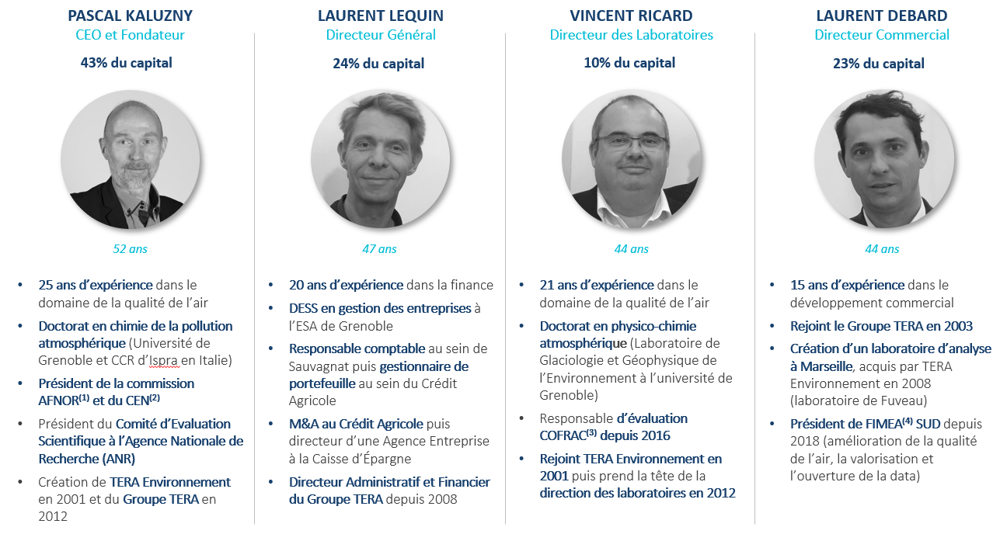 PASCAL KALUZNY
CEO et Fondateur
43% du capital
52 ans
• 25 ans d’expérience dans le
domaine de la qualité de l’air
• Doctorat en chimie de la pollution
atmosphérique (Université de
Grenoble et CCR d’Ispra en Italie)
• Président de la commission
AFNOR(1) et du CEN(2)
• Président du Comité d’Evaluation
Scientifique à l’Agence Nationale de
Recherche (ANR)
• Création de TERA Environnement
en 2001 et du Groupe TERA en
2012
LAURENT LEQUIN
Directeur Général
24% du capital
47 ans
• 20 ans d’expérience dans la finance
• DESS en gestion des entreprises à
l’ESA de Grenoble
• Responsable comptable au sein de
Sauvagnat puis gestionnaire de
portefeuille au sein du Crédit
Agricole
• M&A au Crédit Agricole puis
directeur d’une Agence Entreprise
à la Caisse d’Épargne
• Directeur Administratif et Financier
du Groupe TERA depuis 2008
VINCENT RICARD
Directeur des Laboratoires
10% du capital
44 ans
• 21 ans d’expérience dans le
domaine de la qualité de l’air
• Doctorat en physico-chimie
atmosphérique (Laboratoire de
Glaciologie et Géophysique de
l’Environnement à l’université de
Grenoble)
• Responsable d’évaluation
COFRAC(3) depuis 2016
• Rejoint TERA Environnement en
2001 puis prend la tête de la
direction des laboratoires en 2012
LAURENT DEBARD
Directeur Commercial
23% du capital
44 ans
• 15 ans d’expérience dans le
développement commercial
• Rejoint le Groupe TERA en 2003
• Création d’un laboratoire d’analyse
à Marseille, acquis par TERA
Environnement en 2008
(laboratoire de Fuveau)
• Président de FIMEA(4) SUD depuis
2018 (amélioration de la qualité
de l’air, la valorisation et
l’ouverture de la data)